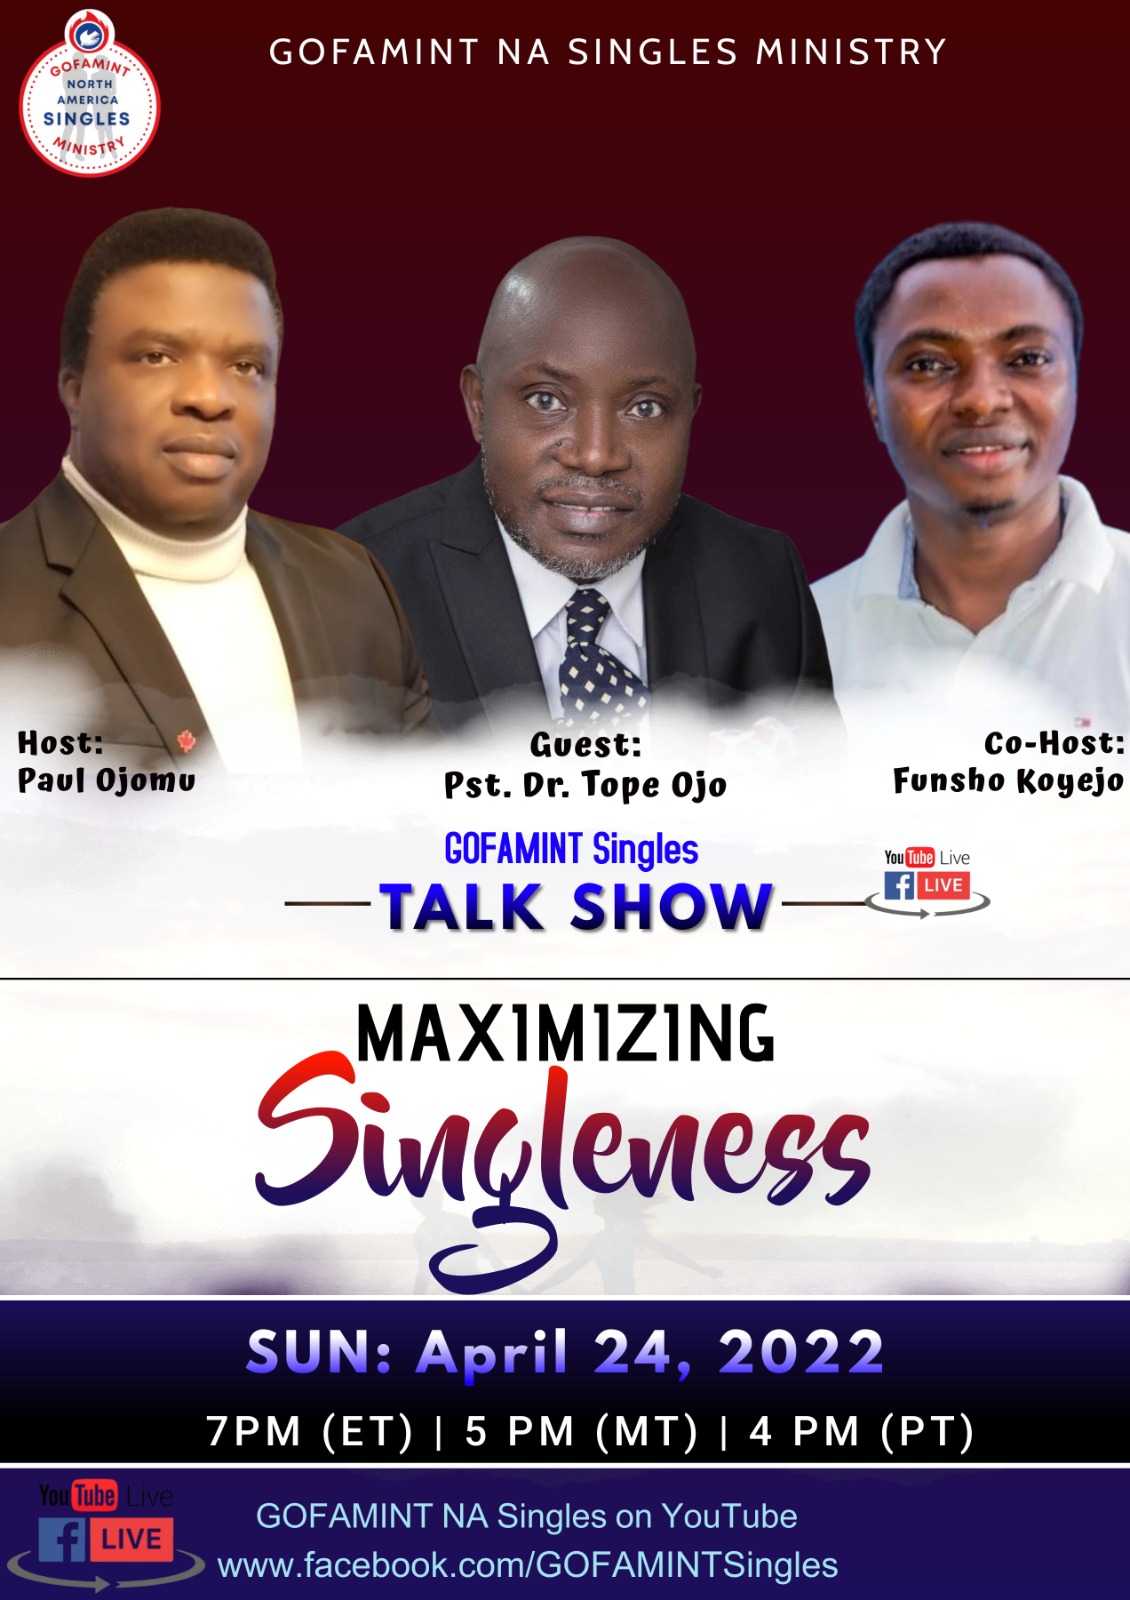 GOFAMINT NA SINGLES MINISTRY
GOFAMINT
NORTH
AMERICA
SINGLES
MINISTRY
Host:
Paul Ojomu
Guest:
Pst. Dr. Tope Ojo
Co-Host:
Funsho Koyejo
GOFAMINT Singles
TALK SHOW
YouTube Live
f LIVE
MAXIMIZING
Singleness
SUN: April 24, 2022
7PM (ET) | 5 PM (MT) | 4 PM (PT)
YouTube Live
f LIVE
GOFAMINT NA Singles on YouTube
www.facebook.com/GOFAMINTSingles